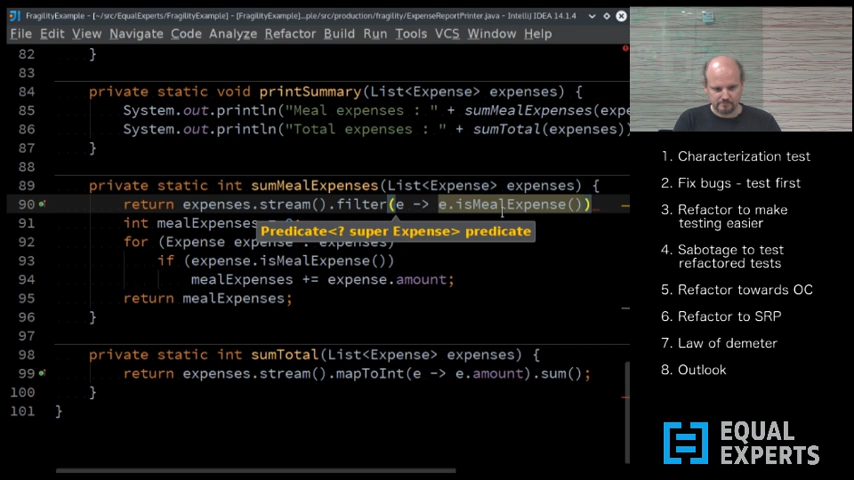 FragilityExample - [~/src/EqualExperts/FragilityExample] - [FragilityExample]...ple/src/production/fragility/ExpenseReportPrinter.java - IntelliJ IDEA 14.1.4
File Edit View Navigate Code Analyze Refactor Build Run Tools VCS Window Help
82 }
83
84 private static void printSummary(List<Expense> expenses) {
85 System.out.println("Meal expenses : " + sumMealExpenses(expe
86 System.out.println("Total expenses : " + sumTotal(expenses))
87 }
88
89 private static int sumMealExpenses(List<Expense> expenses) {
90 return expenses.stream().filter(e -> e.isMealExpense())
91 int mealExpenses = 0;
Predicate<? super Expense> predicate
92 for (Expense expense : expenses)
93 if (expense.isMealExpense())
94 mealExpenses += expense.amount;
95 return mealExpenses;
96 }
97
98 private static int sumTotal(List<Expense> expenses) {
99 return expenses.stream().mapToInt(e -> e.amount).sum();
100 }
101 }
1. Characterization test
2. Fix bugs - test first
3. Refactor to make
testing easier
4. Sabotage to test
refactored tests
5. Refactor towards OC
6. Refactor to SRP
7. Law of demeter
8. Outlook
EQUAL
EXPERTS